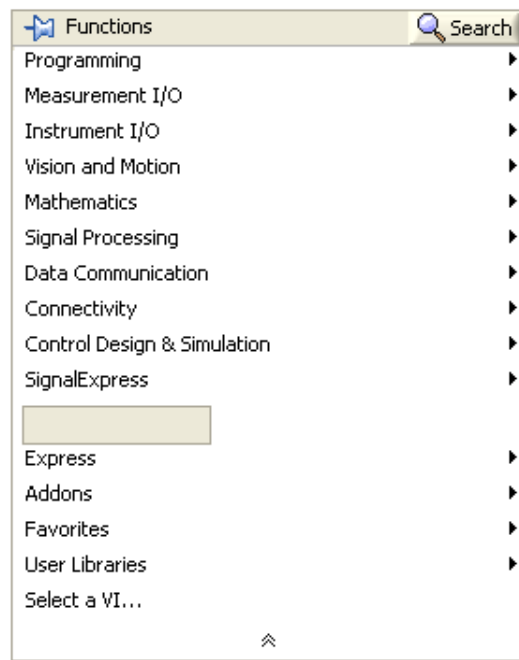 Functions Search
Programming
Measurement I/O
Instrument I/O
Vision and Motion
Mathematics
Signal Processing
Data Communication
Connectivity
Control Design & Simulation
SignalExpress
Express
Addons
Favorites
User Libraries
Select a VI...